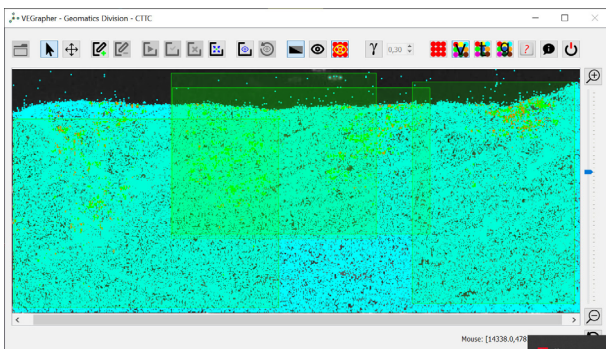 VEGrapher - Geomatics Division - CTTC
γ 0,30 V t a ?
Mouse: [14338.0,478